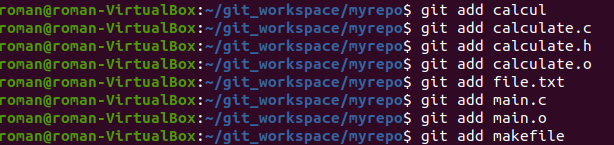 roman@roman-VirtualBox:~/git_workspace/myrepo$ git add calcul
roman@roman-VirtualBox:~/git_workspace/myrepo$ git add calculate.c
roman@roman-VirtualBox:~/git_workspace/myrepo$ git add calculate.h
roman@roman-VirtualBox:~/git_workspace/myrepo$ git add calculate.o
roman@roman-VirtualBox:~/git_workspace/myrepo$ git add file.txt
roman@roman-VirtualBox:~/git_workspace/myrepo$ git add main.c
roman@roman-VirtualBox:~/git_workspace/myrepo$ git add main.o
roman@roman-VirtualBox:~/git_workspace/myrepo$ git add makefile